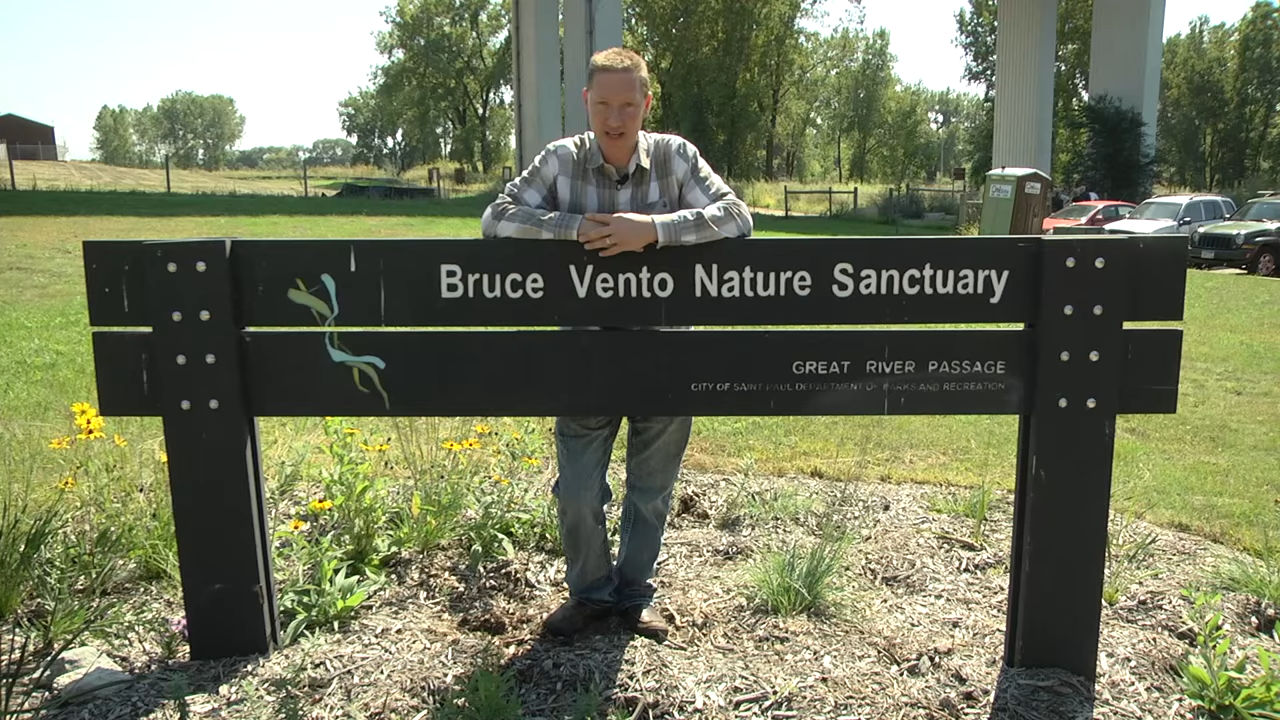 Bruce Vento Nature Sanctuary
GREAT RIVER PASSAGE
CITY OF SAINT PAUL DEPARTMENT OF PARKS AND RECREATION